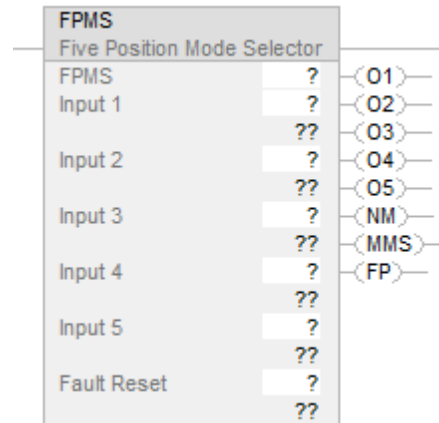 FPMS
Five Position Mode Selector
FPMS ? (O1)
Input 1 ? (O2)
?? (O3)
Input 2 ? (O4)
?? (O5)
Input 3 ? (NM)
?? (MMS)
Input 4 ? (FP)
??
Input 5 ?
??
Fault Reset ?
??